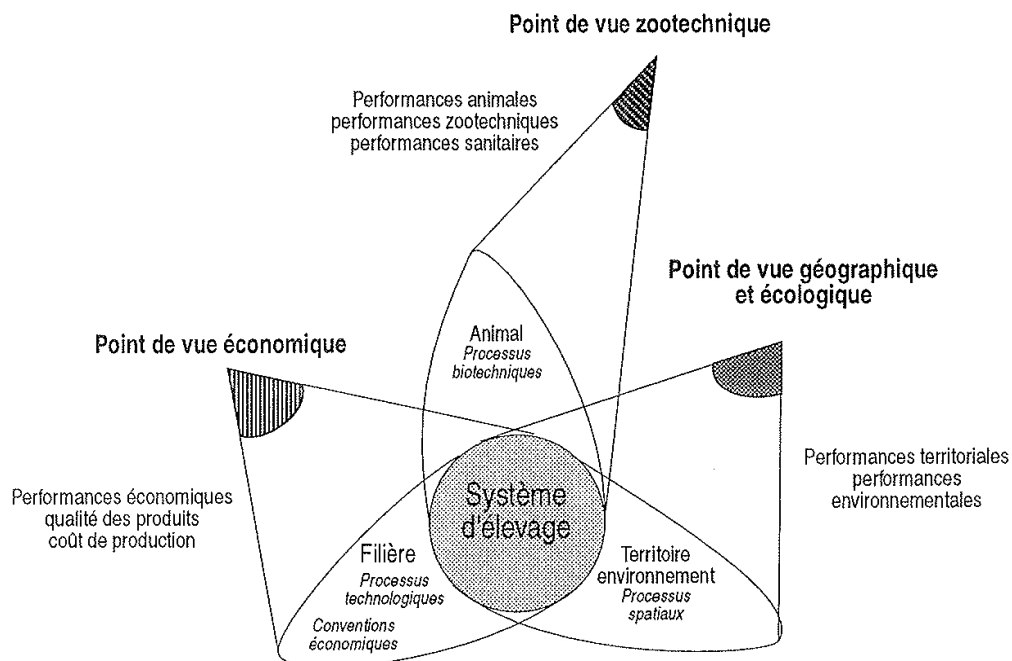 Point de vue zootechnique
Performances animales
performances zootechniques
performances sanitaires
Point de vue géographique
et écologique
Point de vue économique
Animal
Processus
biotechniques
Performances territoriales
performances
environnementales
Performances économiques
qualité des produits
coût de production
Système
d'élevage
Filière
Processus
technologiques
Conventions
économiques
Territoire
environnement
Processus
spatiaux